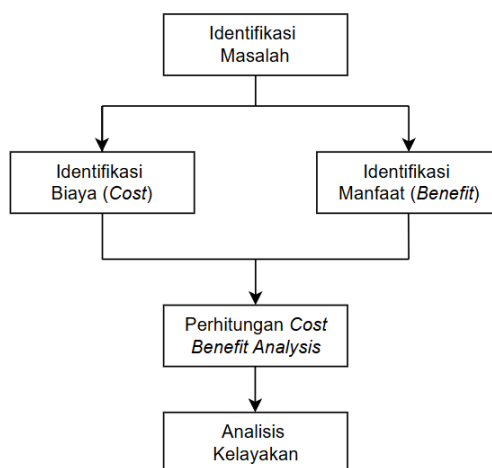 Identifikasi
Masalah
Identifikasi
Biaya (Cost)
Identifikasi
Manfaat (Benefit)
Perhitungan Cost
Benefit Analysis
Analisis
Kelayakan